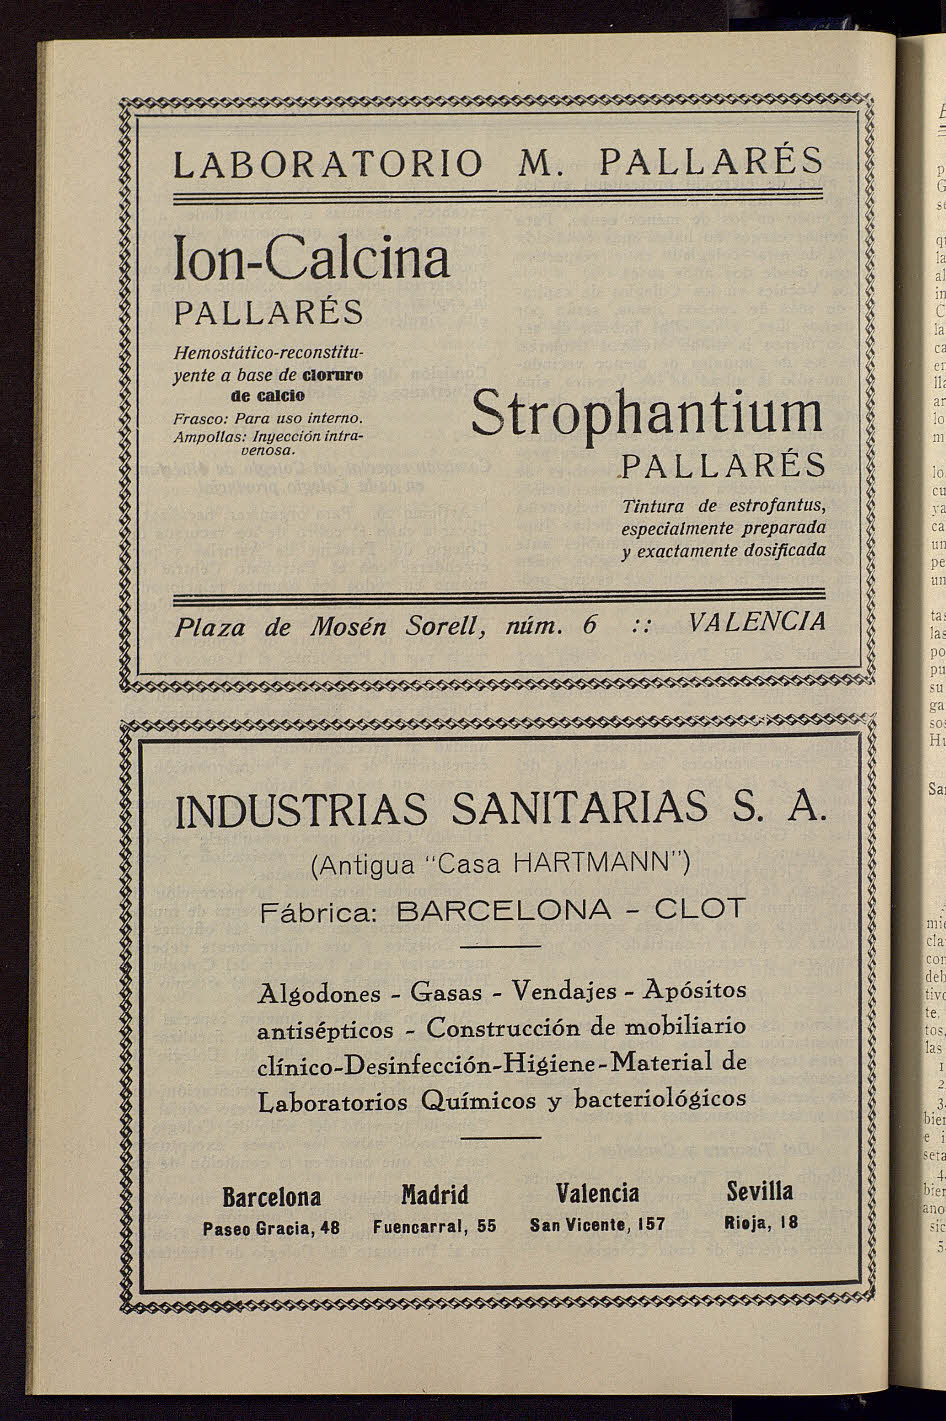 LABORATORIO M. PALLARÉS
Ion-Calcina
PALLARÉS
Hemostático-reconstitu-
yente a base de cloruro
de calcio
Frasco: Para uso interno.
Ampollas: Inyección intra-
venosa.
Strophantium
PALLARÉS
Tintura de estrofantus,
especialmente preparada
y exactamente dosificada
Plaza de Mosén Sorell, núm. 6 :: VALENCIA
INDUSTRIAS SANITARIAS S. A.
(Antigua "Casa HARTMANN")
Fábrica: BARCELONA - CLOT
Algodones - Gasas - Vendajes - Apósitos
antisépticos - Construcción de mobiliario
clínico-Desinfección-Higiene-Material de
Laboratorios Químicos y bacteriológicos
Barcelona Madrid Valencia Sevilla
Paseo Gracia, 48 Fuencarral, 55 San Vicente, 157 Rioja, 18